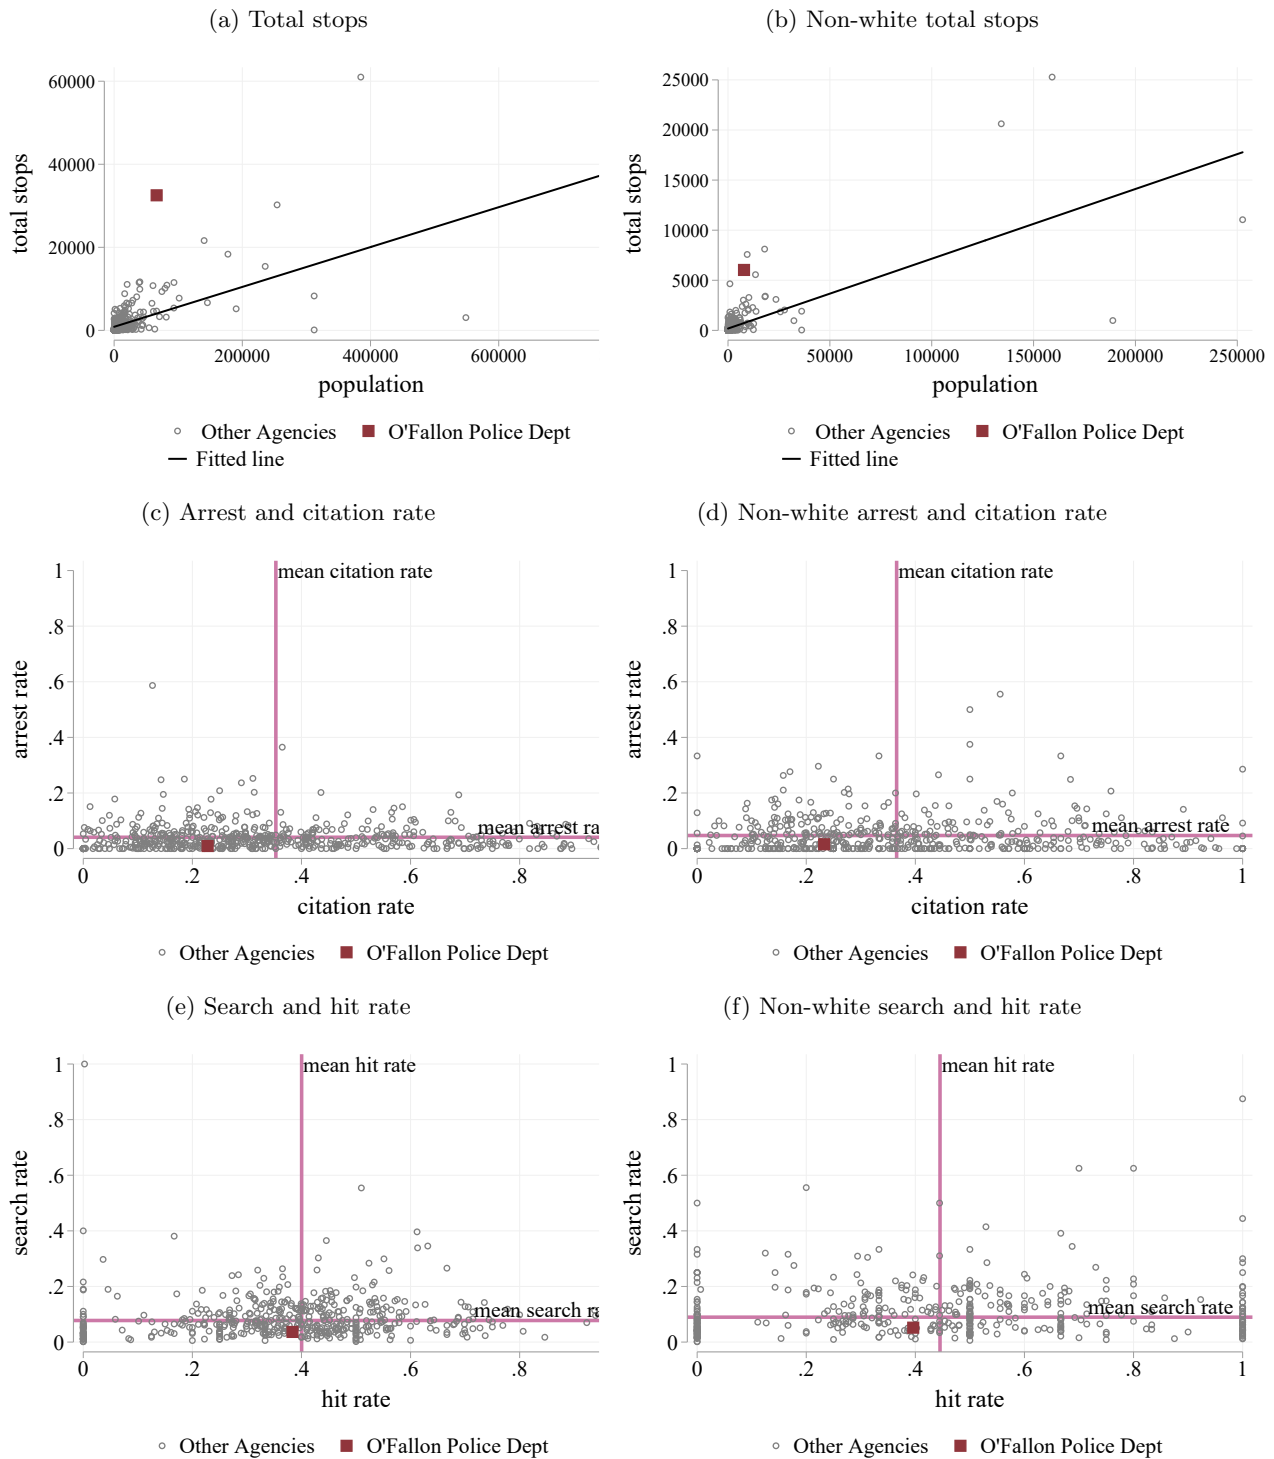 (a) Total stops
60000
40000
20000
0
total stops
0 200000 400000 600000
population
Other Agencies O'Fallon Police Dept
Fitted line
(b) Non-white total stops
25000
20000
15000
10000
5000
0
total stops
0 50000 100000 150000 200000 250000
population
Other Agencies O'Fallon Police Dept
Fitted line
(c) Arrest and citation rate
mean citation rate
1
.8
.6
.4
.2
0
arrest rate
mean arrest ra
0 .2 .4 .6 .8
citation rate
Other Agencies O'Fallon Police Dept
(d) Non-white arrest and citation rate
mean citation rate
1
.8
.6
.4
.2
0
arrest rate
mean arrest rate
0 .2 .4 .6 .8 1
citation rate
Other Agencies O'Fallon Police Dept
(e) Search and hit rate
mean hit rate
1
.8
.6
.4
.2
0
search rate
mean search ra
0 .2 .4 .6 .8
hit rate
Other Agencies O'Fallon Police Dept
(f) Non-white search and hit rate
mean hit rate
1
.8
.6
.4
.2
0
search rate
mean search rate
0 .2 .4 .6 .8 1
hit rate
Other Agencies O'Fallon Police Dept